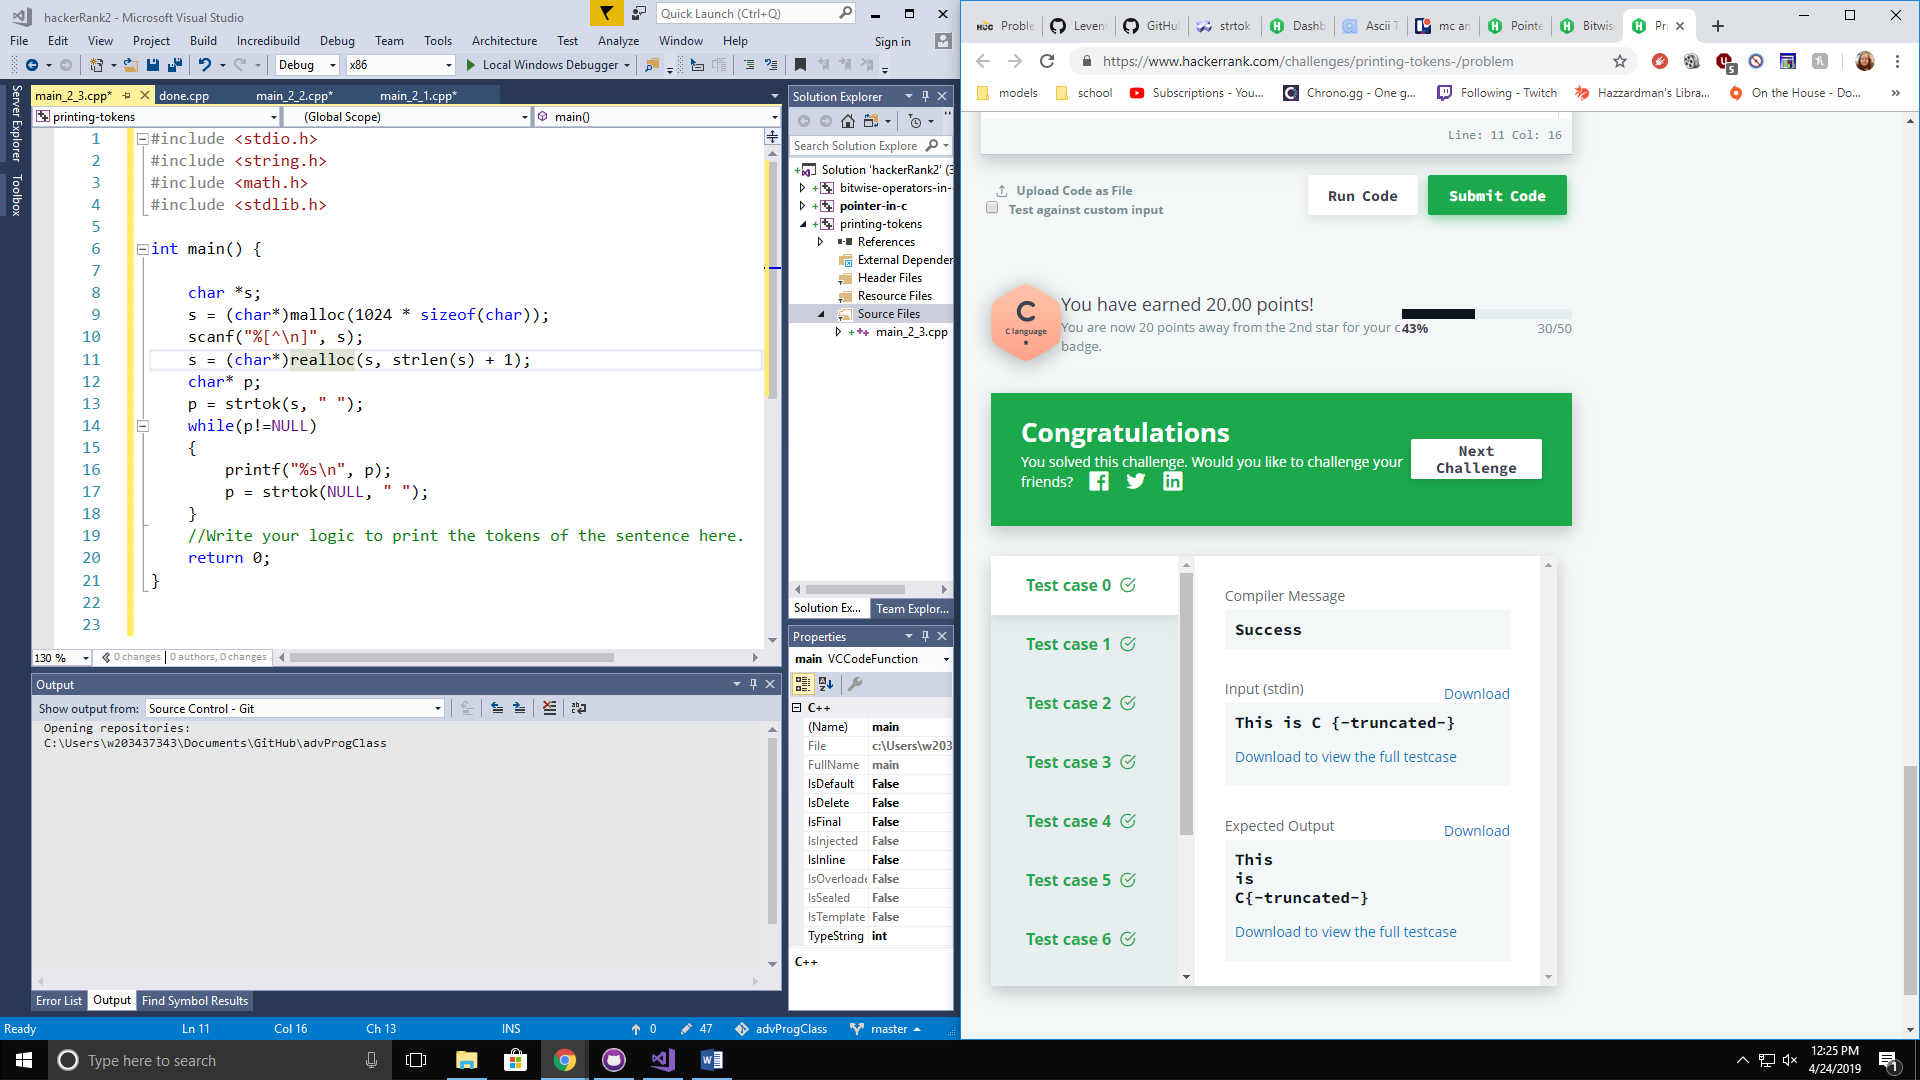 hackerRank2 - Microsoft Visual Studio
Quick Launch (Ctrl+Q)
File Edit View Project Build Incredibuild Debug Team Tools Architecture Test Analyze Window Help Sign in
Debug x86 Local Windows Debugger
Server Explorer
Toolbox
main_2_3.cpp* done.cpp main_2_2.cpp* main_2_1.cpp*
printing-tokens (Global Scope) main()
1 #include <stdio.h>
2 #include <string.h>
3 #include <math.h>
4 #include <stdlib.h>
5
6 int main() {
7
8 char *s;
9 s = (char*)malloc(1024 * sizeof(char));
10 scanf("%[^\n]", s);
11 s = (char*)realloc(s, strlen(s) + 1);
12 char* p;
13 p = strtok(s, " ");
14 while(p!=NULL)
15 {
16 printf("%s\n", p);
17 p = strtok(NULL, " ");
18 }
19 //Write your logic to print the tokens of the sentence here.
20 return 0;
21 }
22
23
130 % 0 changes | 0 authors, 0 changes
Output
Show output from: Source Control - Git
Opening repositories:
C:\Users\w203437343\Documents\GitHub\advProgClass
Error List Output Find Symbol Results
Solution Explorer
Search Solution Explore
Solution 'hackerRank2' (3
bitwise-operators-in-
pointer-in-c
printing-tokens
References
External Depender
Header Files
Resource Files
Source Files
main_2_3.cpp
Solution Ex... Team Explor...
Properties
main VCCodeFunction
C++
(Name) main
File c:\Users\w203
FullName main
IsDefault False
IsDelete False
IsFinal False
IsInjected False
IsInline False
IsOverloade False
IsSealed False
IsTemplate False
TypeString int
C++
Ready Ln 11 Col 16 Ch 13 INS 0 47 advProgClass master
Proble Leven GitHu strtok Dashb Ascii T mc an Pointe Bitwis Pri
https://www.hackerrank.com/challenges/printing-tokens-/problem
5
models school Subscriptions - You... Chrono.gg - One g... Following - Twitch Hazzardman's Libra... On the House - Do... »
Line: 11 Col: 16
Upload Code as File
Test against custom input
Run Code Submit Code
C
C language
You have earned 20.00 points!
You are now 20 points away from the 2nd star for your c
badge.
43% 30/50
Congratulations
You solved this challenge. Would you like to challenge your
friends?
Next
Challenge
Test case 0
Test case 1
Test case 2
Test case 3
Test case 4
Test case 5
Test case 6
Compiler Message
Success
Input (stdin) Download
This is C {-truncated-}
Download to view the full testcase
Expected Output Download
This
is
C{-truncated-}
Download to view the full testcase
Type here to search
12:25 PM
4/24/2019
1